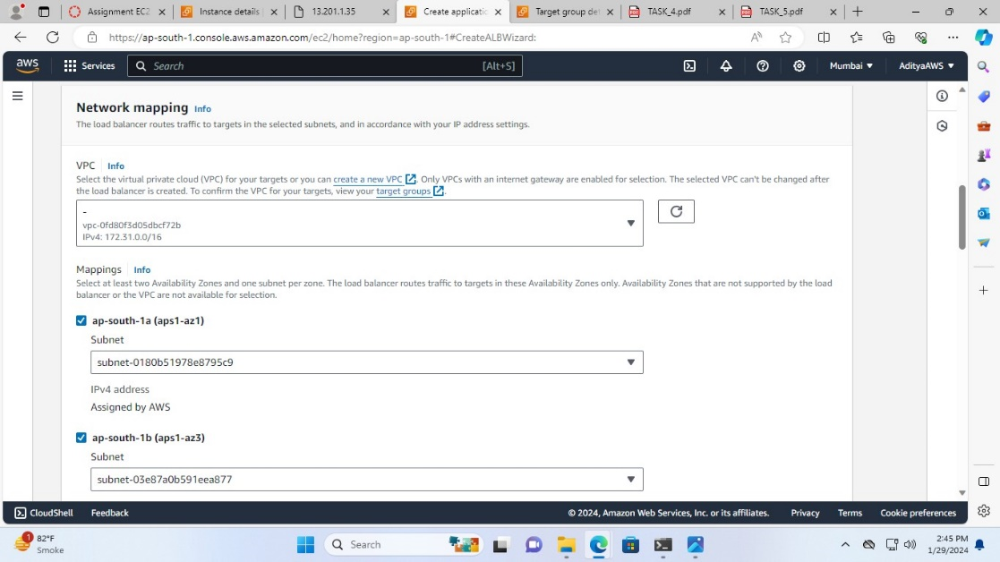 Assignment EC2
Instance details
13.201.1.35
Create applicatio
Target group det
TASK_4.pdf
TASK_5.pdf
https://ap-south-1.console.aws.amazon.com/ec2/home?region=ap-south-1#CreateALBWizard:
aws
Services
Search
[Alt+S]
Mumbai
AdityaAWS
Network mapping Info
The load balancer routes traffic to targets in the selected subnets, and in accordance with your IP address settings.
VPC Info
Select the virtual private cloud (VPC) for your targets or you can create a new VPC. Only VPCs with an internet gateway are enabled for selection. The selected VPC can't be changed after
the load balancer is created. To confirm the VPC for your targets, view your target groups.
-
vpc-0fd80f3d05dbcf72b
IPv4: 172.31.0.0/16
Mappings Info
Select at least two Availability Zones and one subnet per zone. The load balancer routes traffic to targets in these Availability Zones only. Availability Zones that are not supported by the load
balancer or the VPC are not available for selection.
ap-south-1a (aps1-az1)
Subnet
subnet-0180b51978e8795c9
IPv4 address
Assigned by AWS
ap-south-1b (aps1-az3)
Subnet
subnet-03e87a0b591eea877
CloudShell Feedback
© 2024, Amazon Web Services, Inc. or its affiliates. Privacy Terms Cookie preferences
1
82°F
Smoke
Search
2:45 PM
1/29/2024